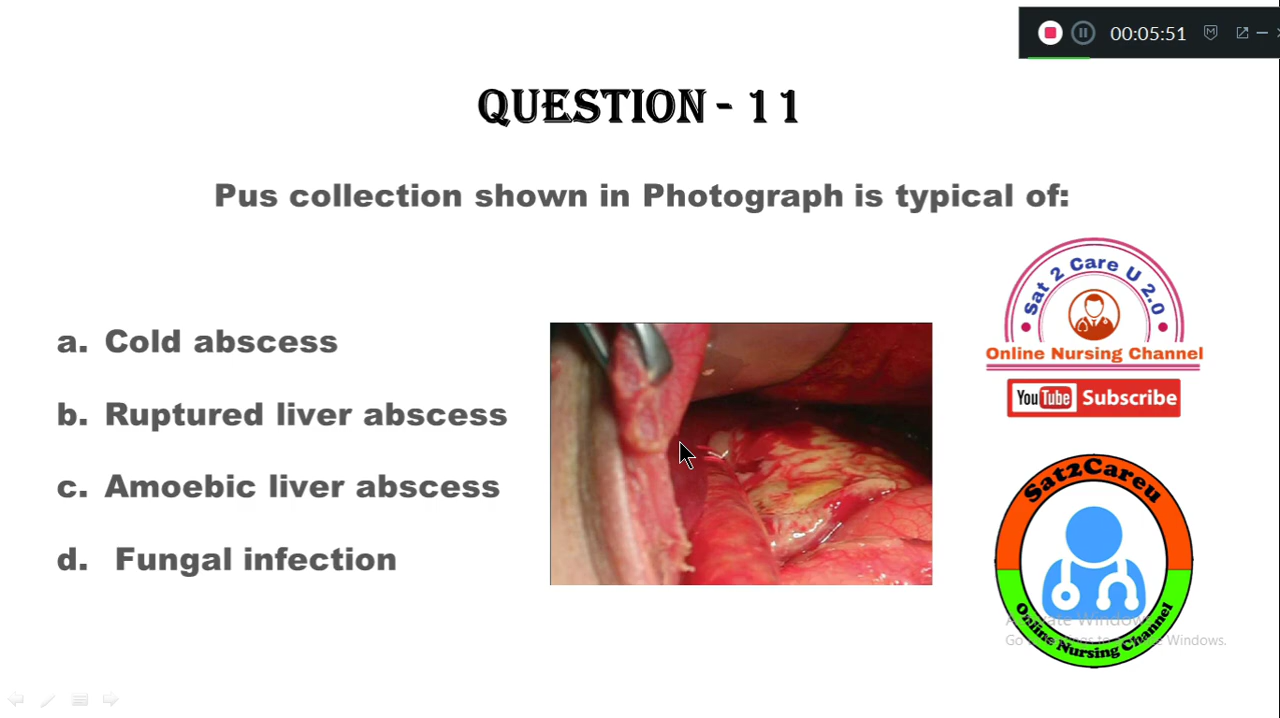 00:05:51
QUESTION - 11
Pus collection shown in Photograph is typical of:
a. Cold abscess
b. Ruptured liver abscess
c. Amoebic liver abscess
d. Fungal infection
Sat 2 Care U 2.0
Online Nursing Channel
YouTube Subscribe
Sat2Careu
Online Nursing Channel